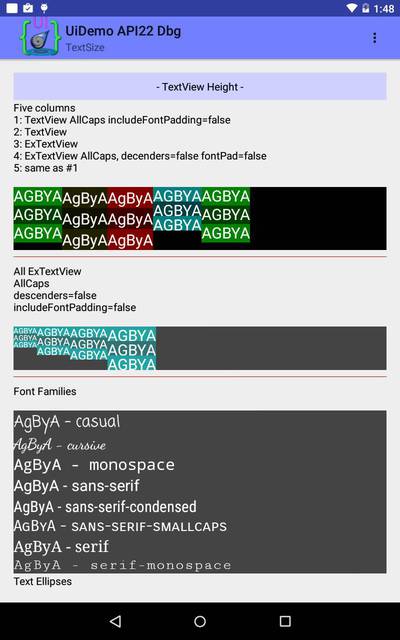 1:48
UiDemo API22 Dbg
TextSize
- TextView Height -
Five columns
1: TextView AllCaps includeFontPadding=false
2: TextView
3: ExTextView
4: ExTextView AllCaps, decenders=false fontPad=false
5: same as #1
AGBYA AgByA AgByA AGBYA AGBYA
AGBYA AgByA AgByA AGBYA AGBYA
AGBYA AgByA AgByA AGBYA AGBYA
All ExTextView
AllCaps
descenders=false
includeFontPadding=false
AGBYA AGBYA AGBYA AGBYA
AGBYA AGBYA AGBYA AGBYA
AGBYA AGBYA AGBYA AGBYA
Font Families
AgByA - casual
AgByA - cursive
AgByA - monospace
AgByA - sans-serif
AgByA - sans-serif-condensed
AgByA - sans-serif-smallcaps
AgByA - serif
AgByA - serif-monospace
Text Ellipses